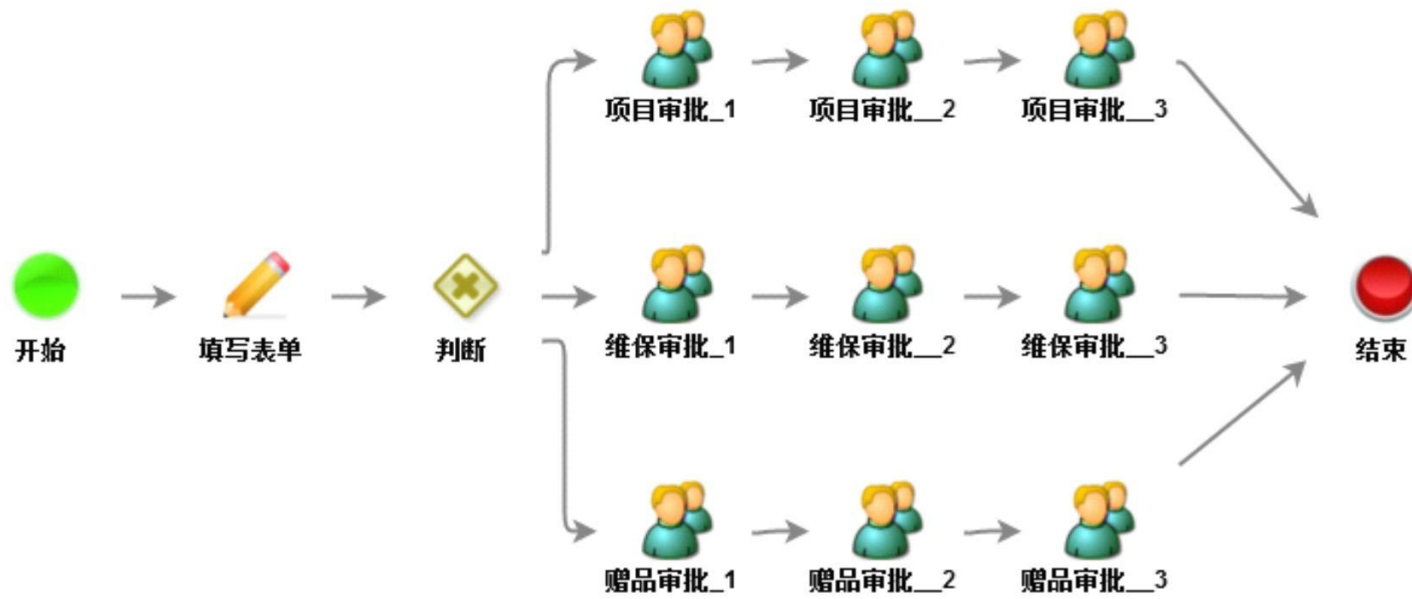 项目审批_1
项目审批__2
项目审批__3
开始
填写表单
判断
维保审批_1
维保审批__2
维保审批__3
结束
赠品审批_1
赠品审批__2
赠品审批__3